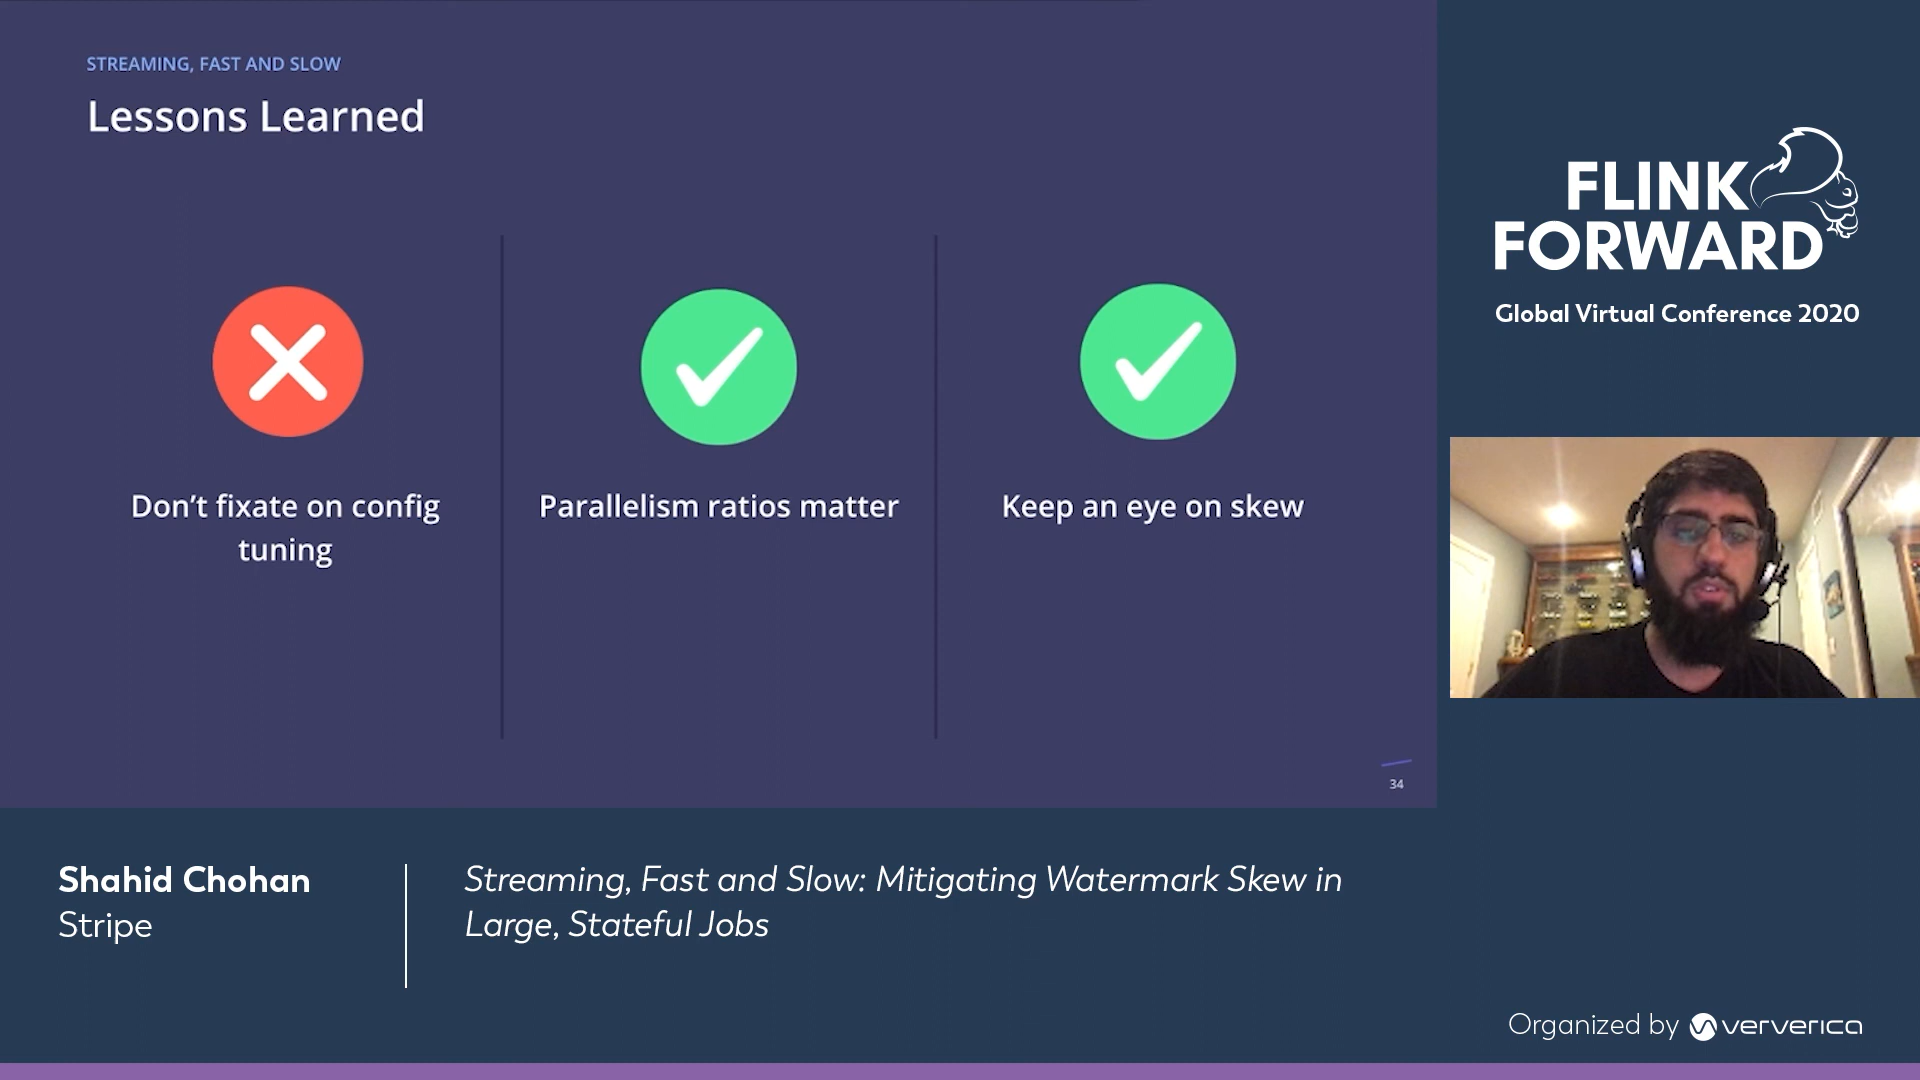 STREAMING, FAST AND SLOW
Lessons Learned
Don't fixate on config
tuning
Parallelism ratios matter
Keep an eye on skew
34
FLINK
FORWARD
Global Virtual Conference 2020
Shahid Chohan
Stripe
Streaming, Fast and Slow: Mitigating Watermark Skew in
Large, Stateful Jobs
Organized by ververica